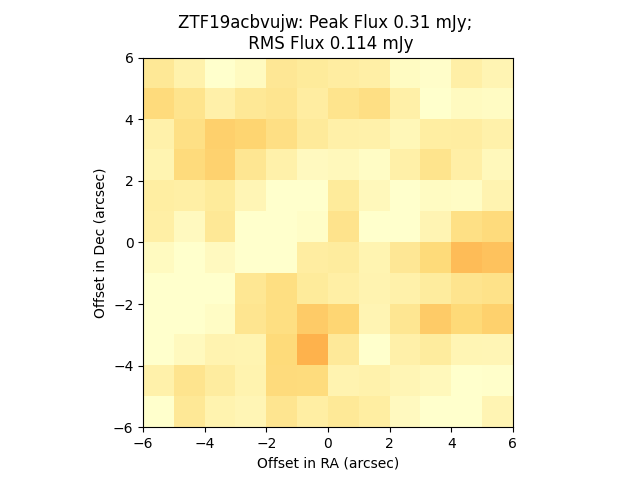 ZTF19acbvujw: Peak Flux 0.31 mJy;
RMS Flux 0.114 mJy
6
4
2
0
−2
−4
−6
Offset in Dec (arcsec)
−6 −4 −2 0 2 4 6
Offset in RA (arcsec)